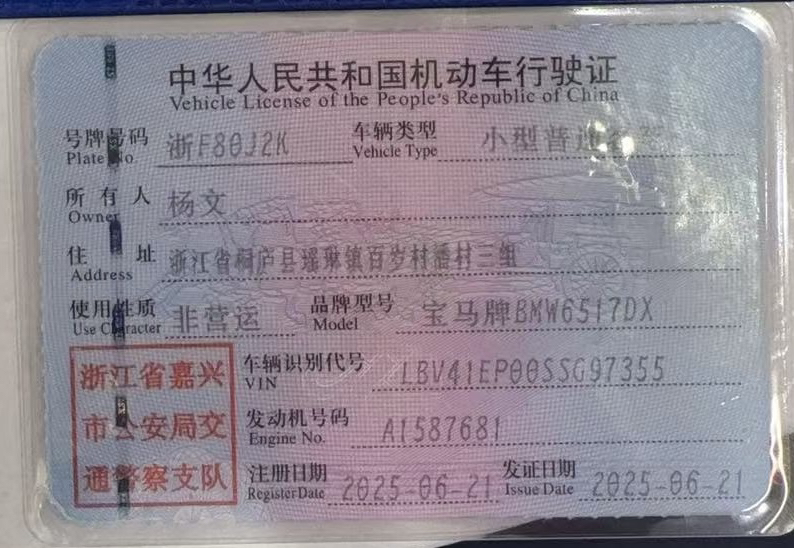 中华人民共和国机动车行驶证
Vehicle License of the People's Republic of China
号牌号码 浙F80J2K 车辆类型 小型普通客车
Plate No. Vehicle Type
所有人 杨文
Owner
住址 浙江省桐庐县瑶琳镇百岁村潘村三组
Address
使用性质 非营运 品牌型号 宝马牌BMW6517DX
Use Character Model
浙江省嘉兴
市公安局交
通警察支队
车辆识别代号 LBV41EP00SSG97355
VIN
发动机号码 A1587681
Engine No.
注册日期 2025-06-21 发证日期 2025-06-21
Register Date Issue Date